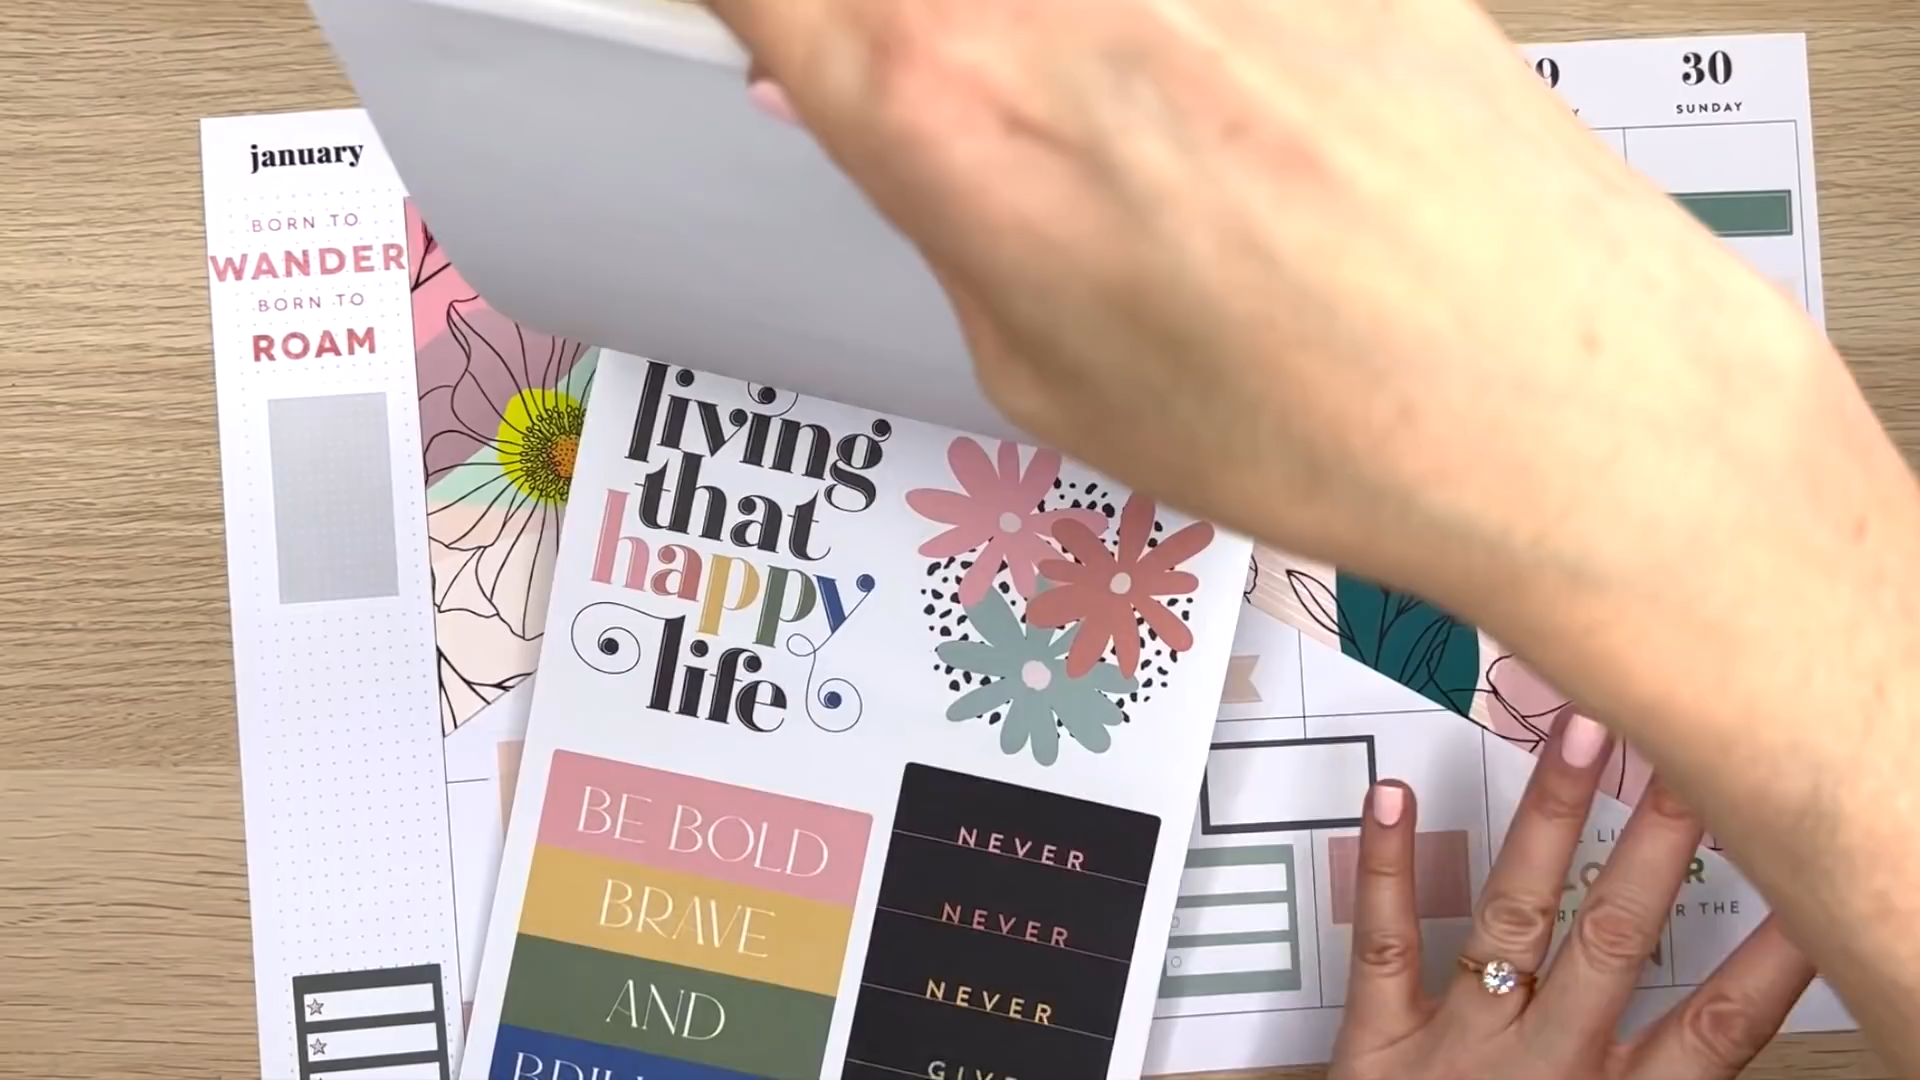 january
BORN TO
WANDER
BORN TO
ROAM
9
30
SUNDAY
living
that
happy
life
BE BOLD
BRAVE
AND
NEVER
NEVER
NEVER
R THE